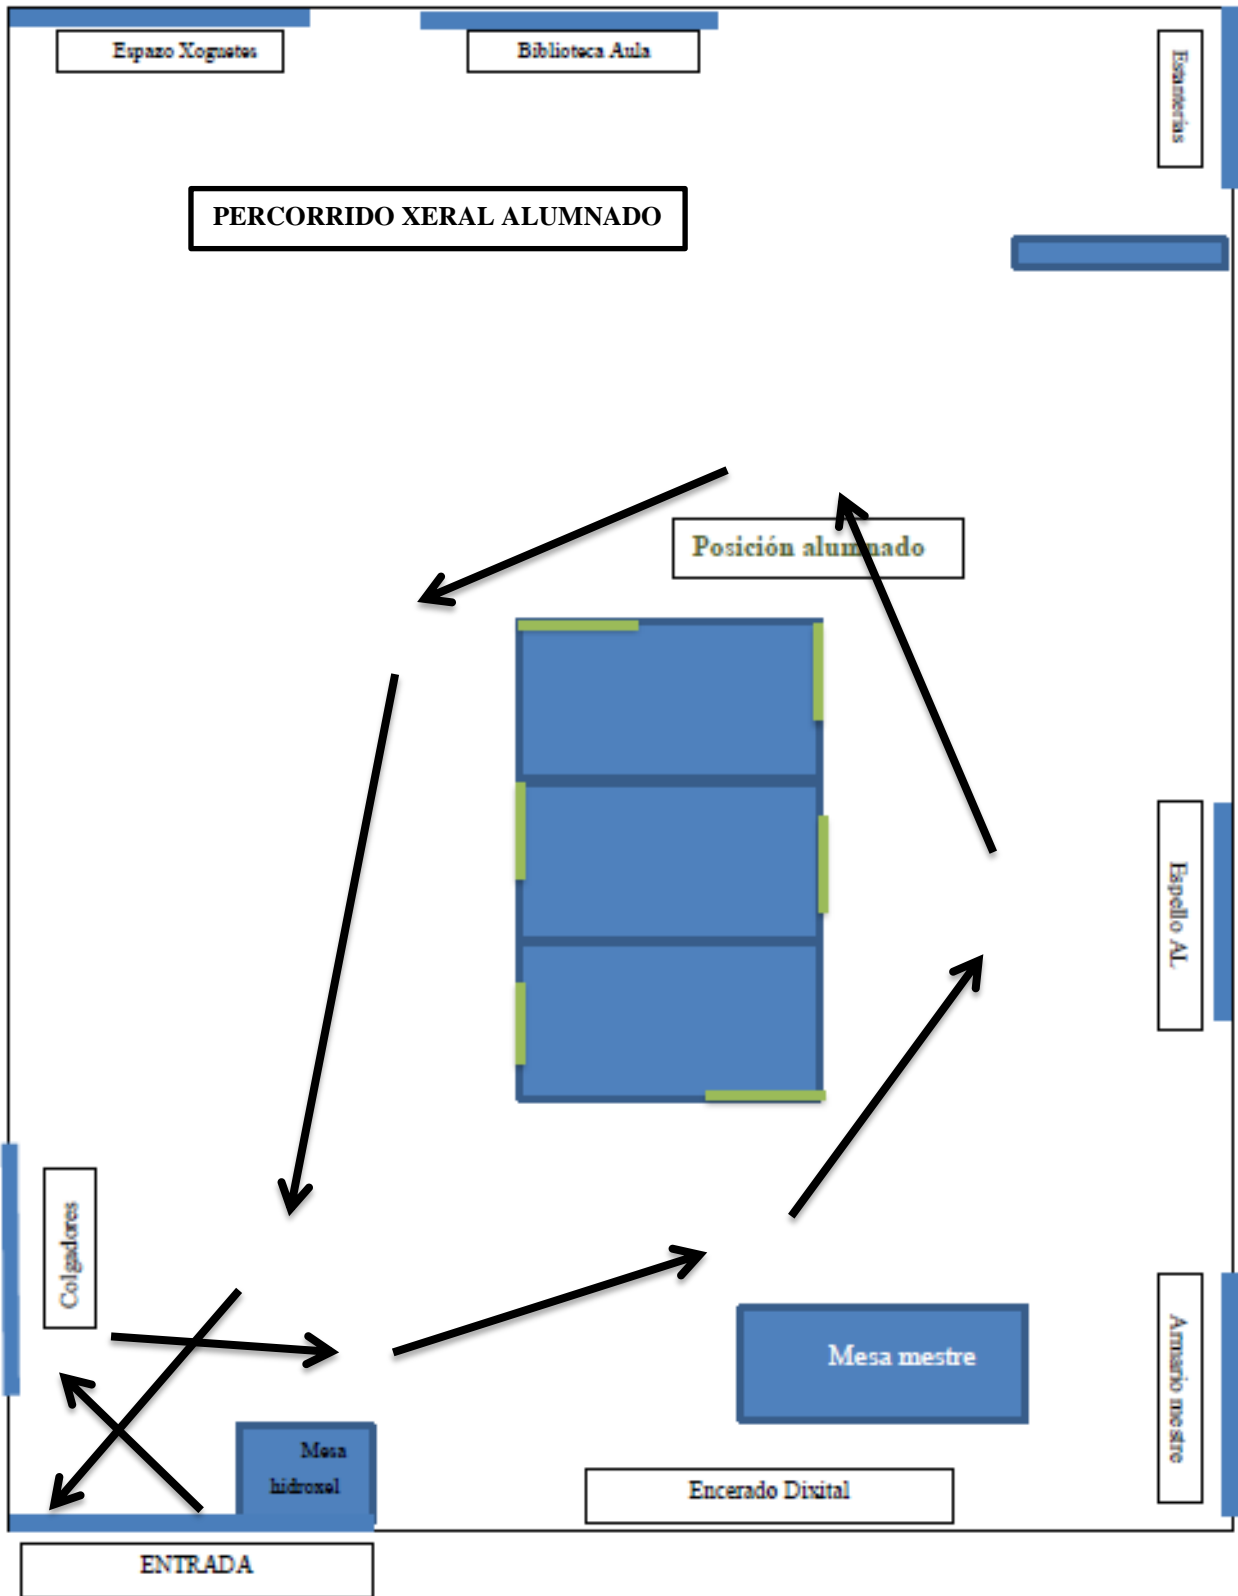 Espazo Xoguetes
Biblioteca Aula
Estanterías
PERCORRIDO XERAL ALUMNADO
Posición alumnado
Espello AL
Colgadores
Mesa mestre
Armario mestre
Mesa
hidroxel
Encerado Dixital
ENTRADA